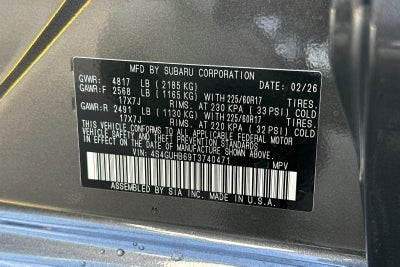 MFD BY SUBARU CORPORATION DATE: 02/26
GVWR: 4817 LB (2185 KG)
GAWR:F 2568 LB (1165 KG) WITH 225/60R17 TIRES,
17X7J RIMS, AT 230 KPA (33 PSI) COLD
GAWR:R 2491 LB (1130 KG) WITH 225/60R17 TIRES,
17X7J RIMS, AT 220 KPA (32 PSI) COLD
THIS VEHICLE CONFORMS TO ALL APPLICABLE FEDERAL MOTOR
VEHICLE SAFETY, BUMPER, AND THEFT PREVENTION STANDARDS
IN EFFECT ON THE DATE OF MANUFACTURE SHOWN ABOVE.
VIN: 4S4GUHB69T3740471 MPV
ASSEMBLED BY SIA INC. MADE IN U.S.A.